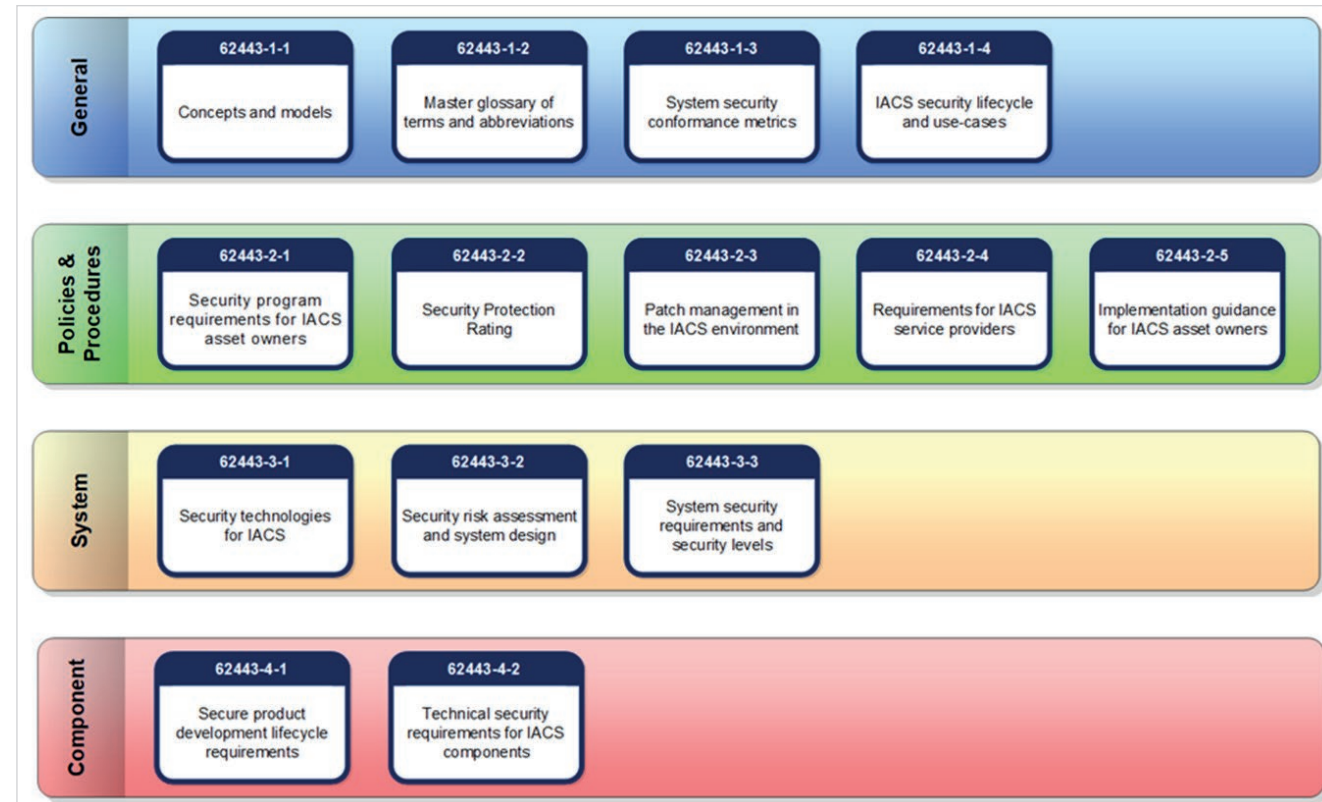 General
62443-1-1
Concepts and models
62443-1-2
Master glossary of
terms and abbreviations
62443-1-3
System security
conformance metrics
62443-1-4
IACS security lifecycle
and use-cases
Policies &
Procedures
62443-2-1
Security program
requirements for IACS
asset owners
62443-2-2
Security Protection
Rating
62443-2-3
Patch management in
the IACS environment
62443-2-4
Requirements for IACS
service providers
62443-2-5
Implementation guidance
for IACS asset owners
System
62443-3-1
Security technologies
for IACS
62443-3-2
Security risk assessment
and system design
62443-3-3
System security
requirements and
security levels
Component
62443-4-1
Secure product
development lifecycle
requirements
62443-4-2
Technical security
requirements for IACS
components